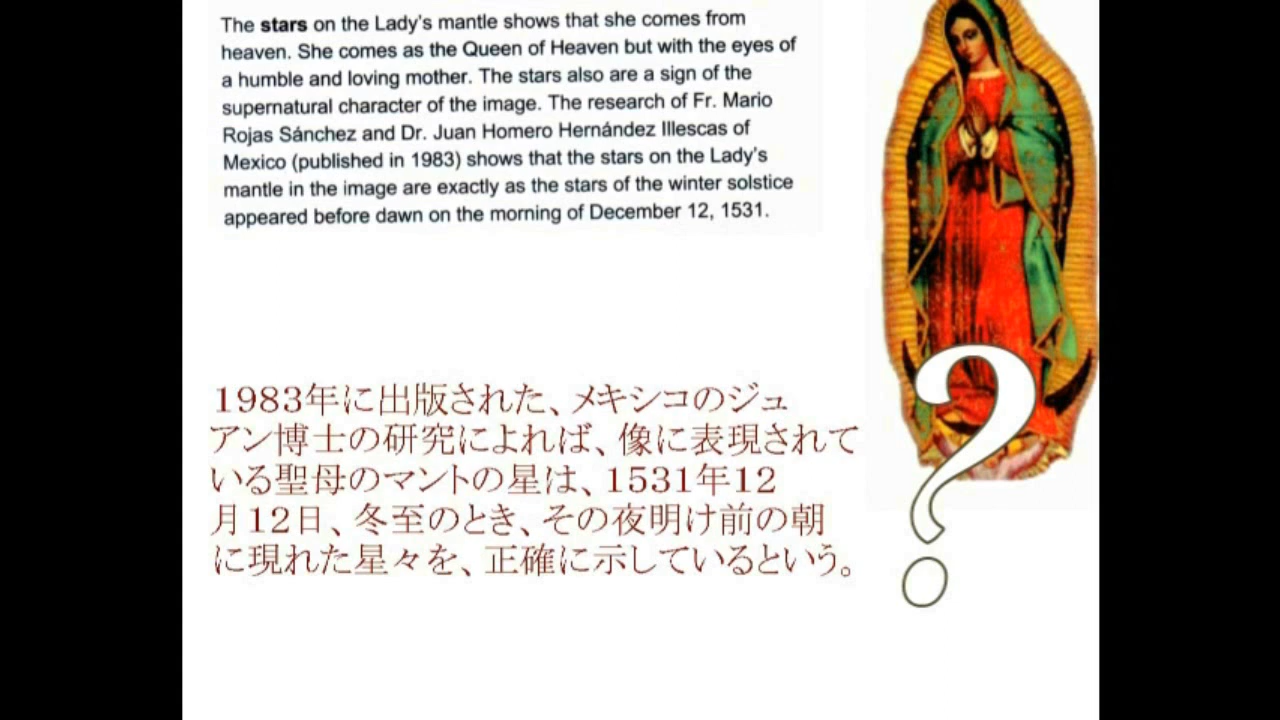 The stars on the Lady's mantle shows that she comes from
heaven. She comes as the Queen of Heaven but with the eyes of
a humble and loving mother. The stars also are a sign of the
supernatural character of the image. The research of Fr. Mario
Rojas Sánchez and Dr. Juan Homero Hernández Illescas of
Mexico (published in 1983) shows that the stars on the Lady's
mantle in the image are exactly as the stars of the winter solstice
appeared before dawn on the morning of December 12, 1531.
1983年に出版された、メキシコのジュ
アン博士の研究によれば、像に表現されて
いる聖母のマントの星は、1531年12
月12日、冬至のとき、その夜明け前の朝
に現れた星々を、正確に示しているという。
?